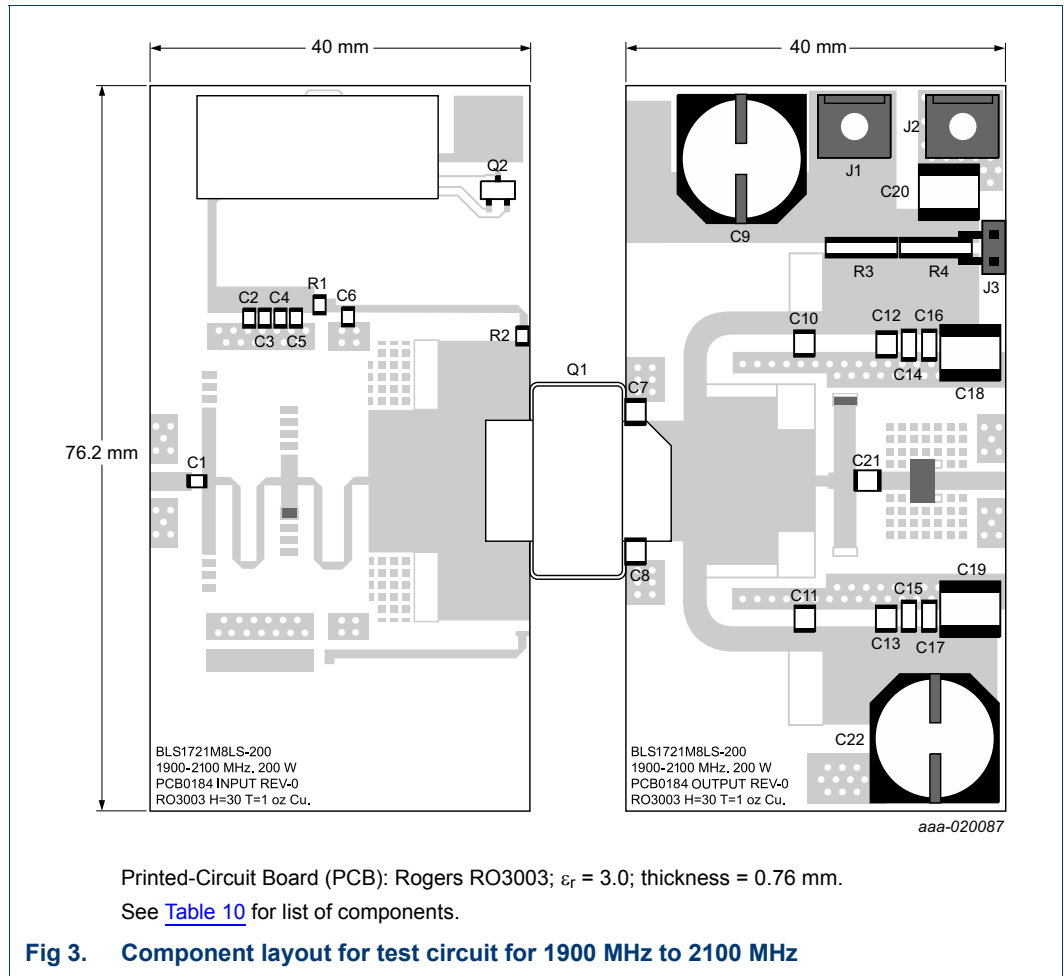 40 mm
40 mm
76.2 mm
J1
J2
Q2
C20
C9
R3
R4
J3
R1
C2
C4
C6
C3
C5
R2
C10
C12
C16
C14
C18
Q1
C7
C1
C21
C8
C19
C11
C15
C13
C17
C22
BLS1721M8LS-200
1900-2100 MHz, 200 W
PCB0184 INPUT REV-0
RO3003 H=30 T=1 oz Cu.
BLS1721M8LS-200
1900-2100 MHz, 200 W
PCB0184 OUTPUT REV-0
RO3003 H=30 T=1 oz Cu.
aaa-020087
Printed-Circuit Board (PCB): Rogers RO3003; εr = 3.0; thickness = 0.76 mm.
See Table 10 for list of components.
Fig 3. Component layout for test circuit for 1900 MHz to 2100 MHz